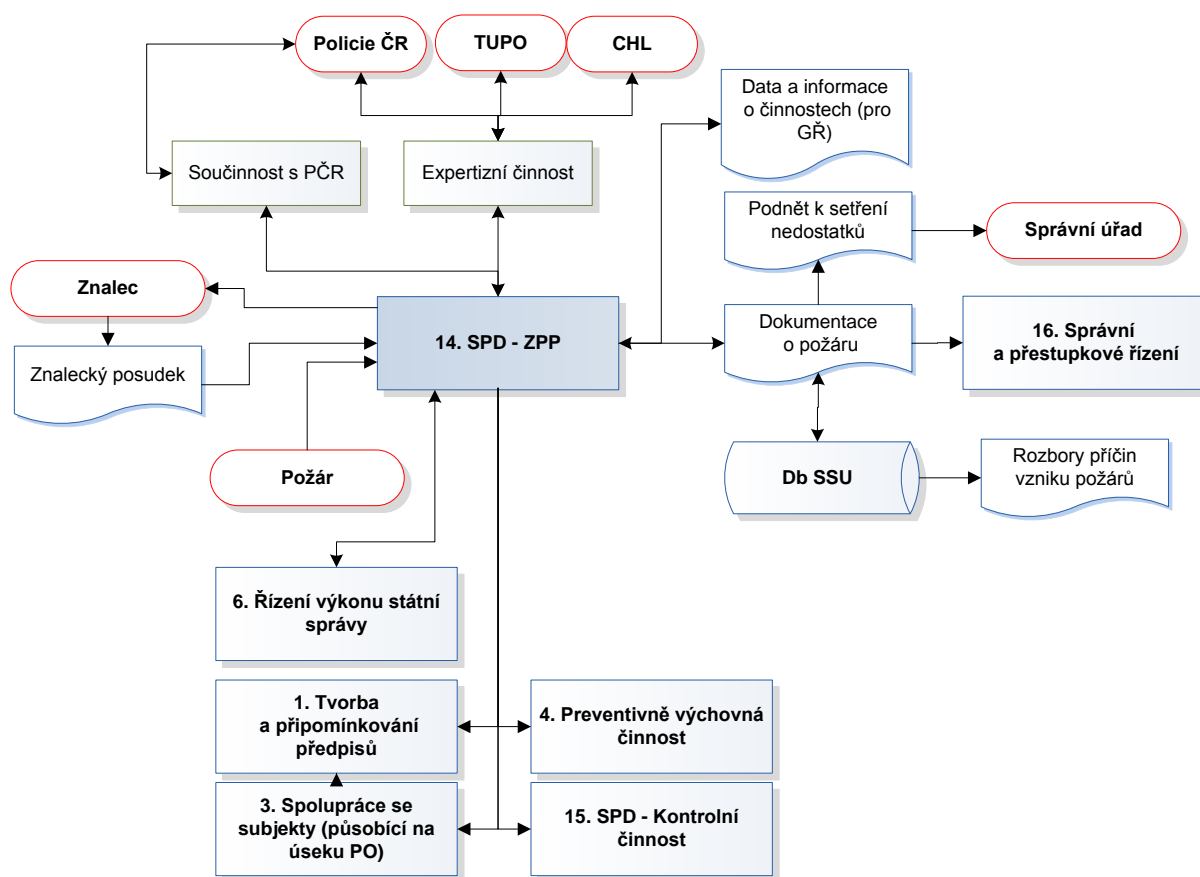 Policie ČR
TUPO
CHL
Data a informace
o činnostech (pro
GŘ)
Součinnost s PČR
Expertizní činnost
Podnět k setření
nedostatků
Správní úřad
Znalec
14. SPD - ZPP
Dokumentace
o požáru
16. Správní
a přestupkové řízení
Znalecký posudek
Požár
Db SSU
Rozbory příčin
vzniku požárů
6. Řízení výkonu státní
správy
1. Tvorba
a připomínkování
předpisů
4. Preventivně výchovná
činnost
3. Spolupráce se
subjekty (působící na
úseku PO)
15. SPD - Kontrolní
činnost